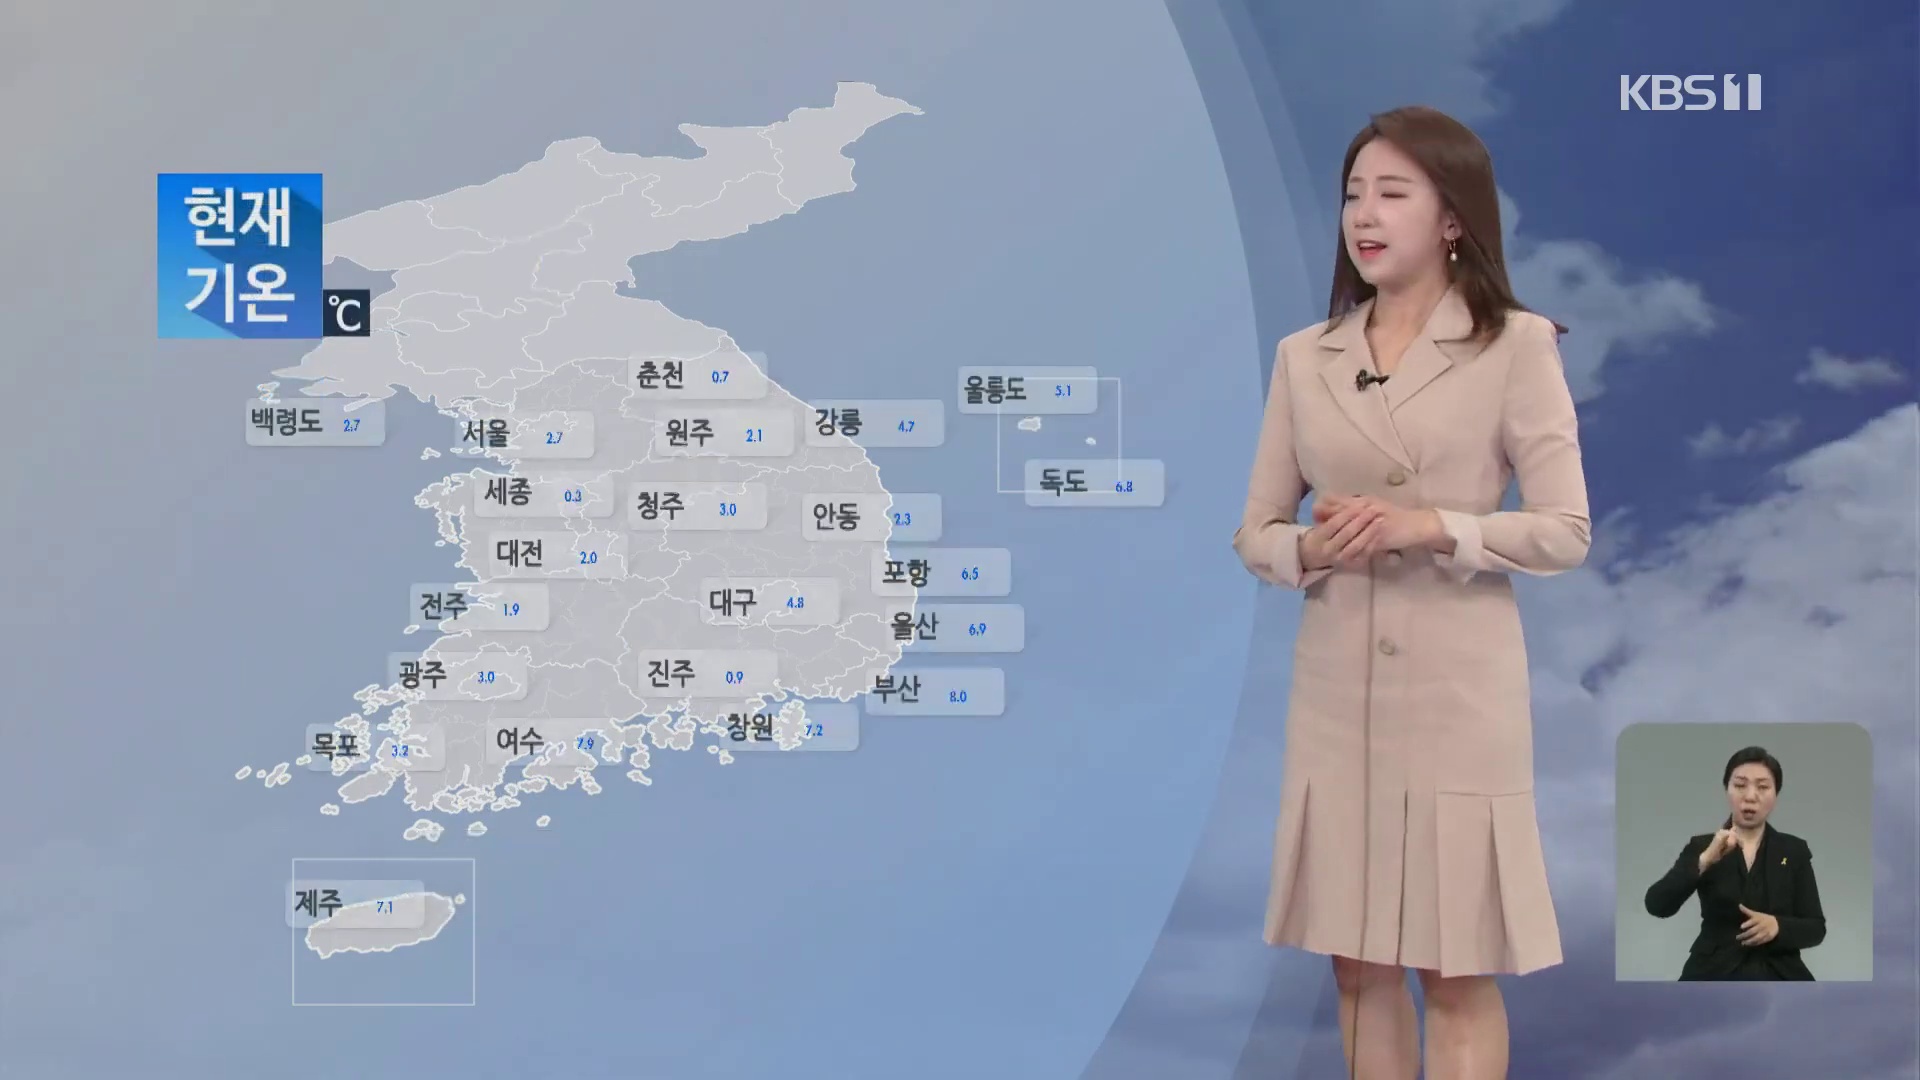 KBS 1
현재
기온
℃
춘천 0.7
백령도 2.7
서울 2.7
원주 2.1
강릉 4.7
울릉도 5.1
독도 6.8
세종 0.3
청주 3.0
안동 2.3
대전 2.0
포항 6.5
전주 1.9
대구 4.8
울산 6.9
광주 3.0
진주 0.9
부산 8.0
목포 3.2
여수 7.9
창원 7.2
제주 7.1